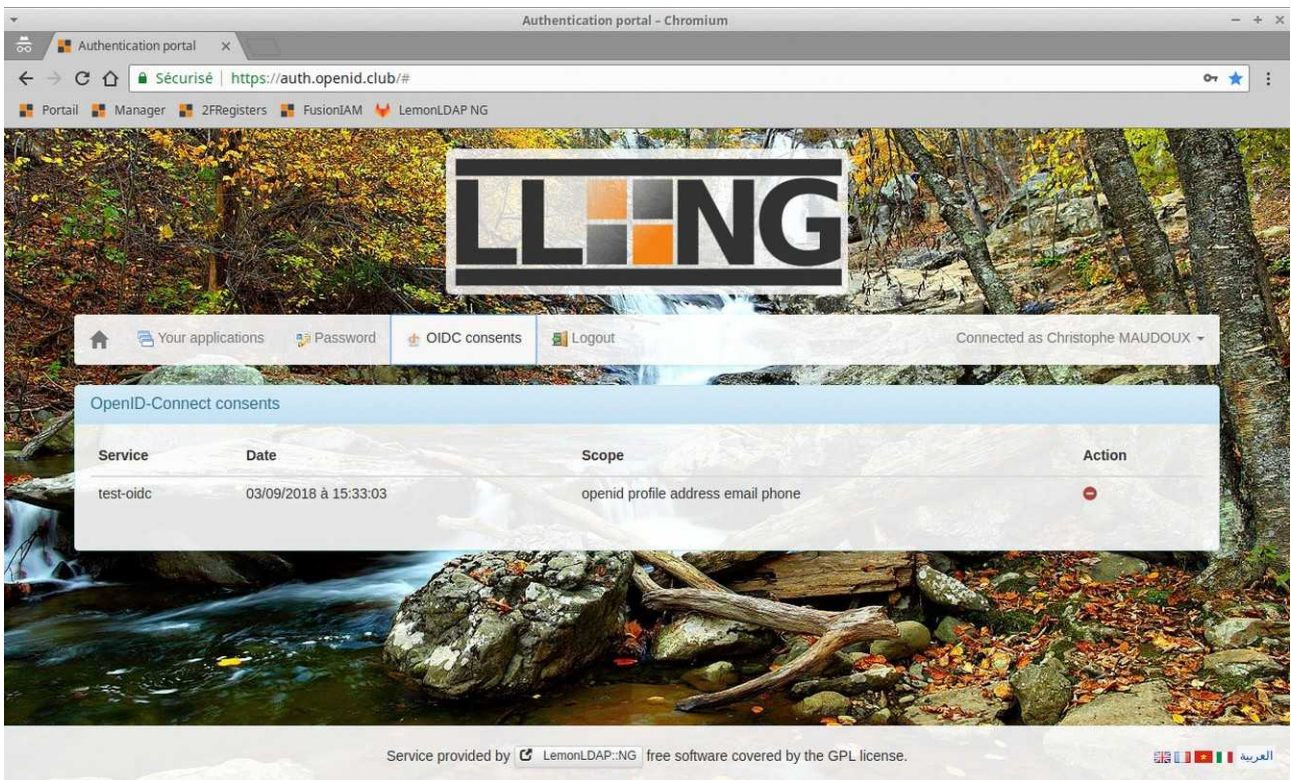 Authentication portal - Chromium
Authentication portal
Sécurisé https://auth.openid.club/#
Portail Manager 2FRegisters FusionIAM LemonLDAP NG
LL NG
Your applications Password OIDC consents Logout Connected as Christophe MAUDOUX
OpenID-Connect consents
Service Date Scope Action
test-oidc 03/09/2018 à 15:33:03 openid profile address email phone
Service provided by LemonLDAP::NG free software covered by the GPL license.
العربية